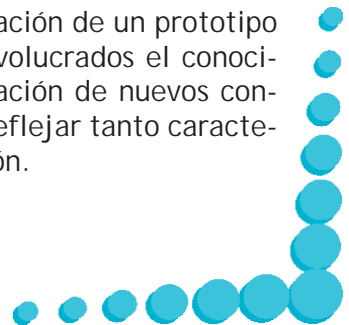 ación de un prototipo
volucrados el conoci-
ación de nuevos con-
eflejar tanto caracte-
ón.